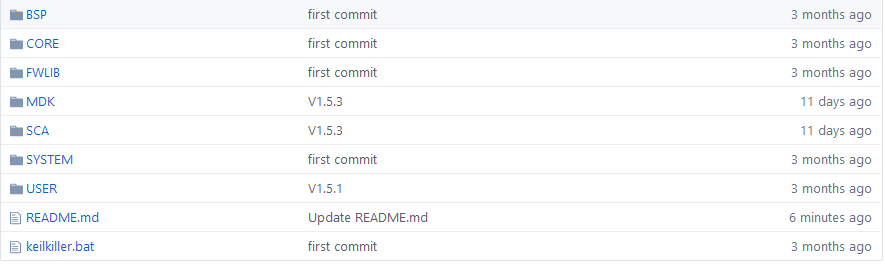 BSP first commit 3 months ago
CORE first commit 3 months ago
FWLIB first commit 3 months ago
MDK V1.5.3 11 days ago
SCA V1.5.3 11 days ago
SYSTEM first commit 3 months ago
USER V1.5.1 3 months ago
README.md Update README.md 6 minutes ago
keilkiller.bat first commit 3 months ago